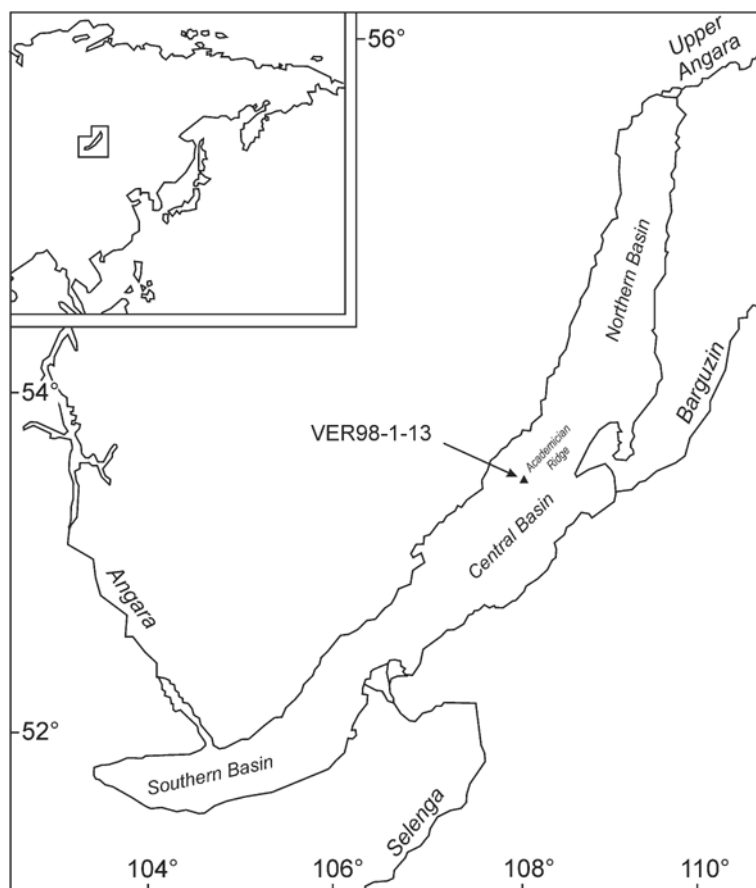 56°
Upper
Angara
Northern Basin
54°
Barguzin
VER98-1-13
Academician
Ridge
Central Basin
Angara
52°
Southern Basin
Selenga
104°
106°
108°
110°